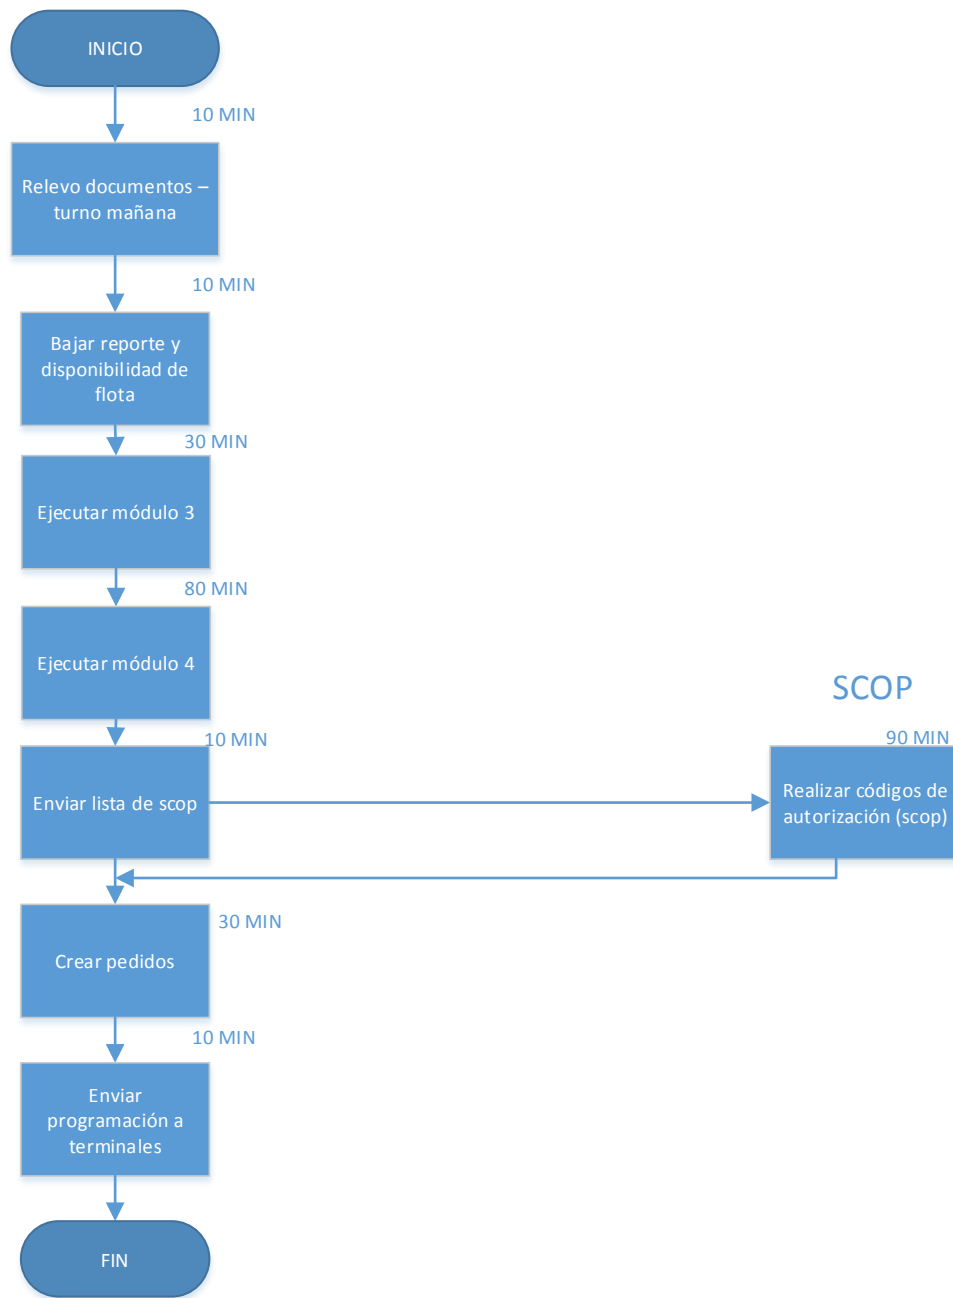 INICIO
10 MIN
Relevo documentos –
turno mañana
10 MIN
Bajar reporte y
disponibilidad de
flota
30 MIN
Ejecutar módulo 3
80 MIN
Ejecutar módulo 4
SCOP
10 MIN
90 MIN
Enviar lista de scop
Realizar códigos de
autorización (scop)
30 MIN
Crear pedidos
10 MIN
Enviar
programación a
terminales
FIN